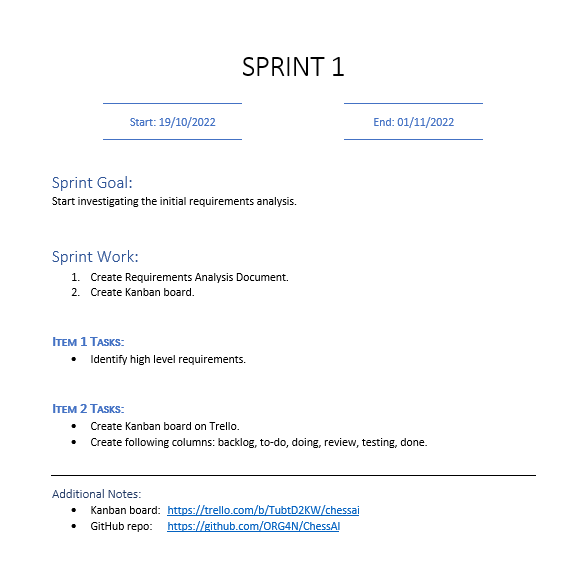 SPRINT 1
Start: 19/10/2022 End: 01/11/2022
Sprint Goal:
Start investigating the initial requirements analysis.
Sprint Work:
1. Create Requirements Analysis Document.
2. Create Kanban board.
ITEM 1 TASKS:
• Identify high level requirements.
ITEM 2 TASKS:
• Create Kanban board on Trello.
• Create following columns: backlog, to-do, doing, review, testing, done.
Additional Notes:
• Kanban board: https://trello.com/b/TubtD2KW/chessai
• GitHub repo: https://github.com/ORG4N/ChessAI